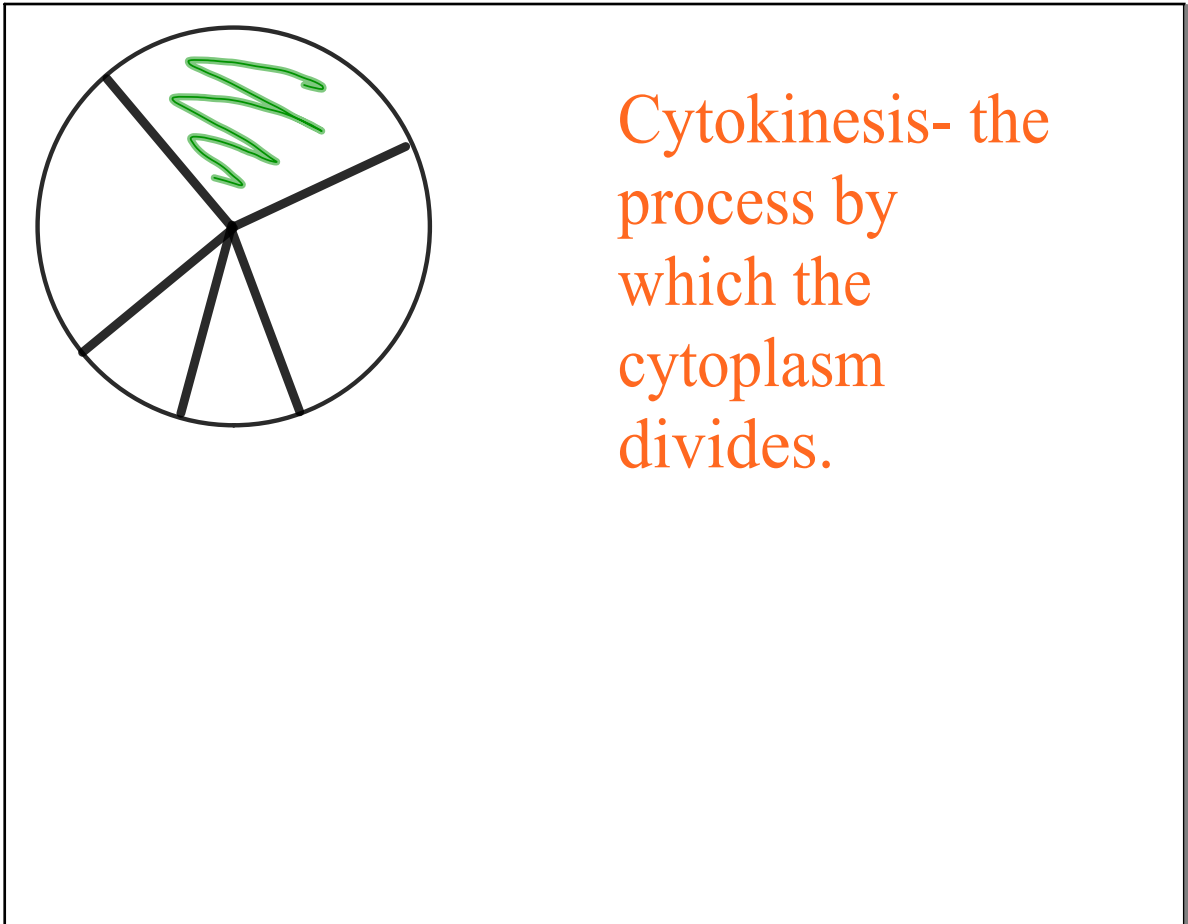 Cytokinesis- the
process by
which the
cytoplasm
divides.